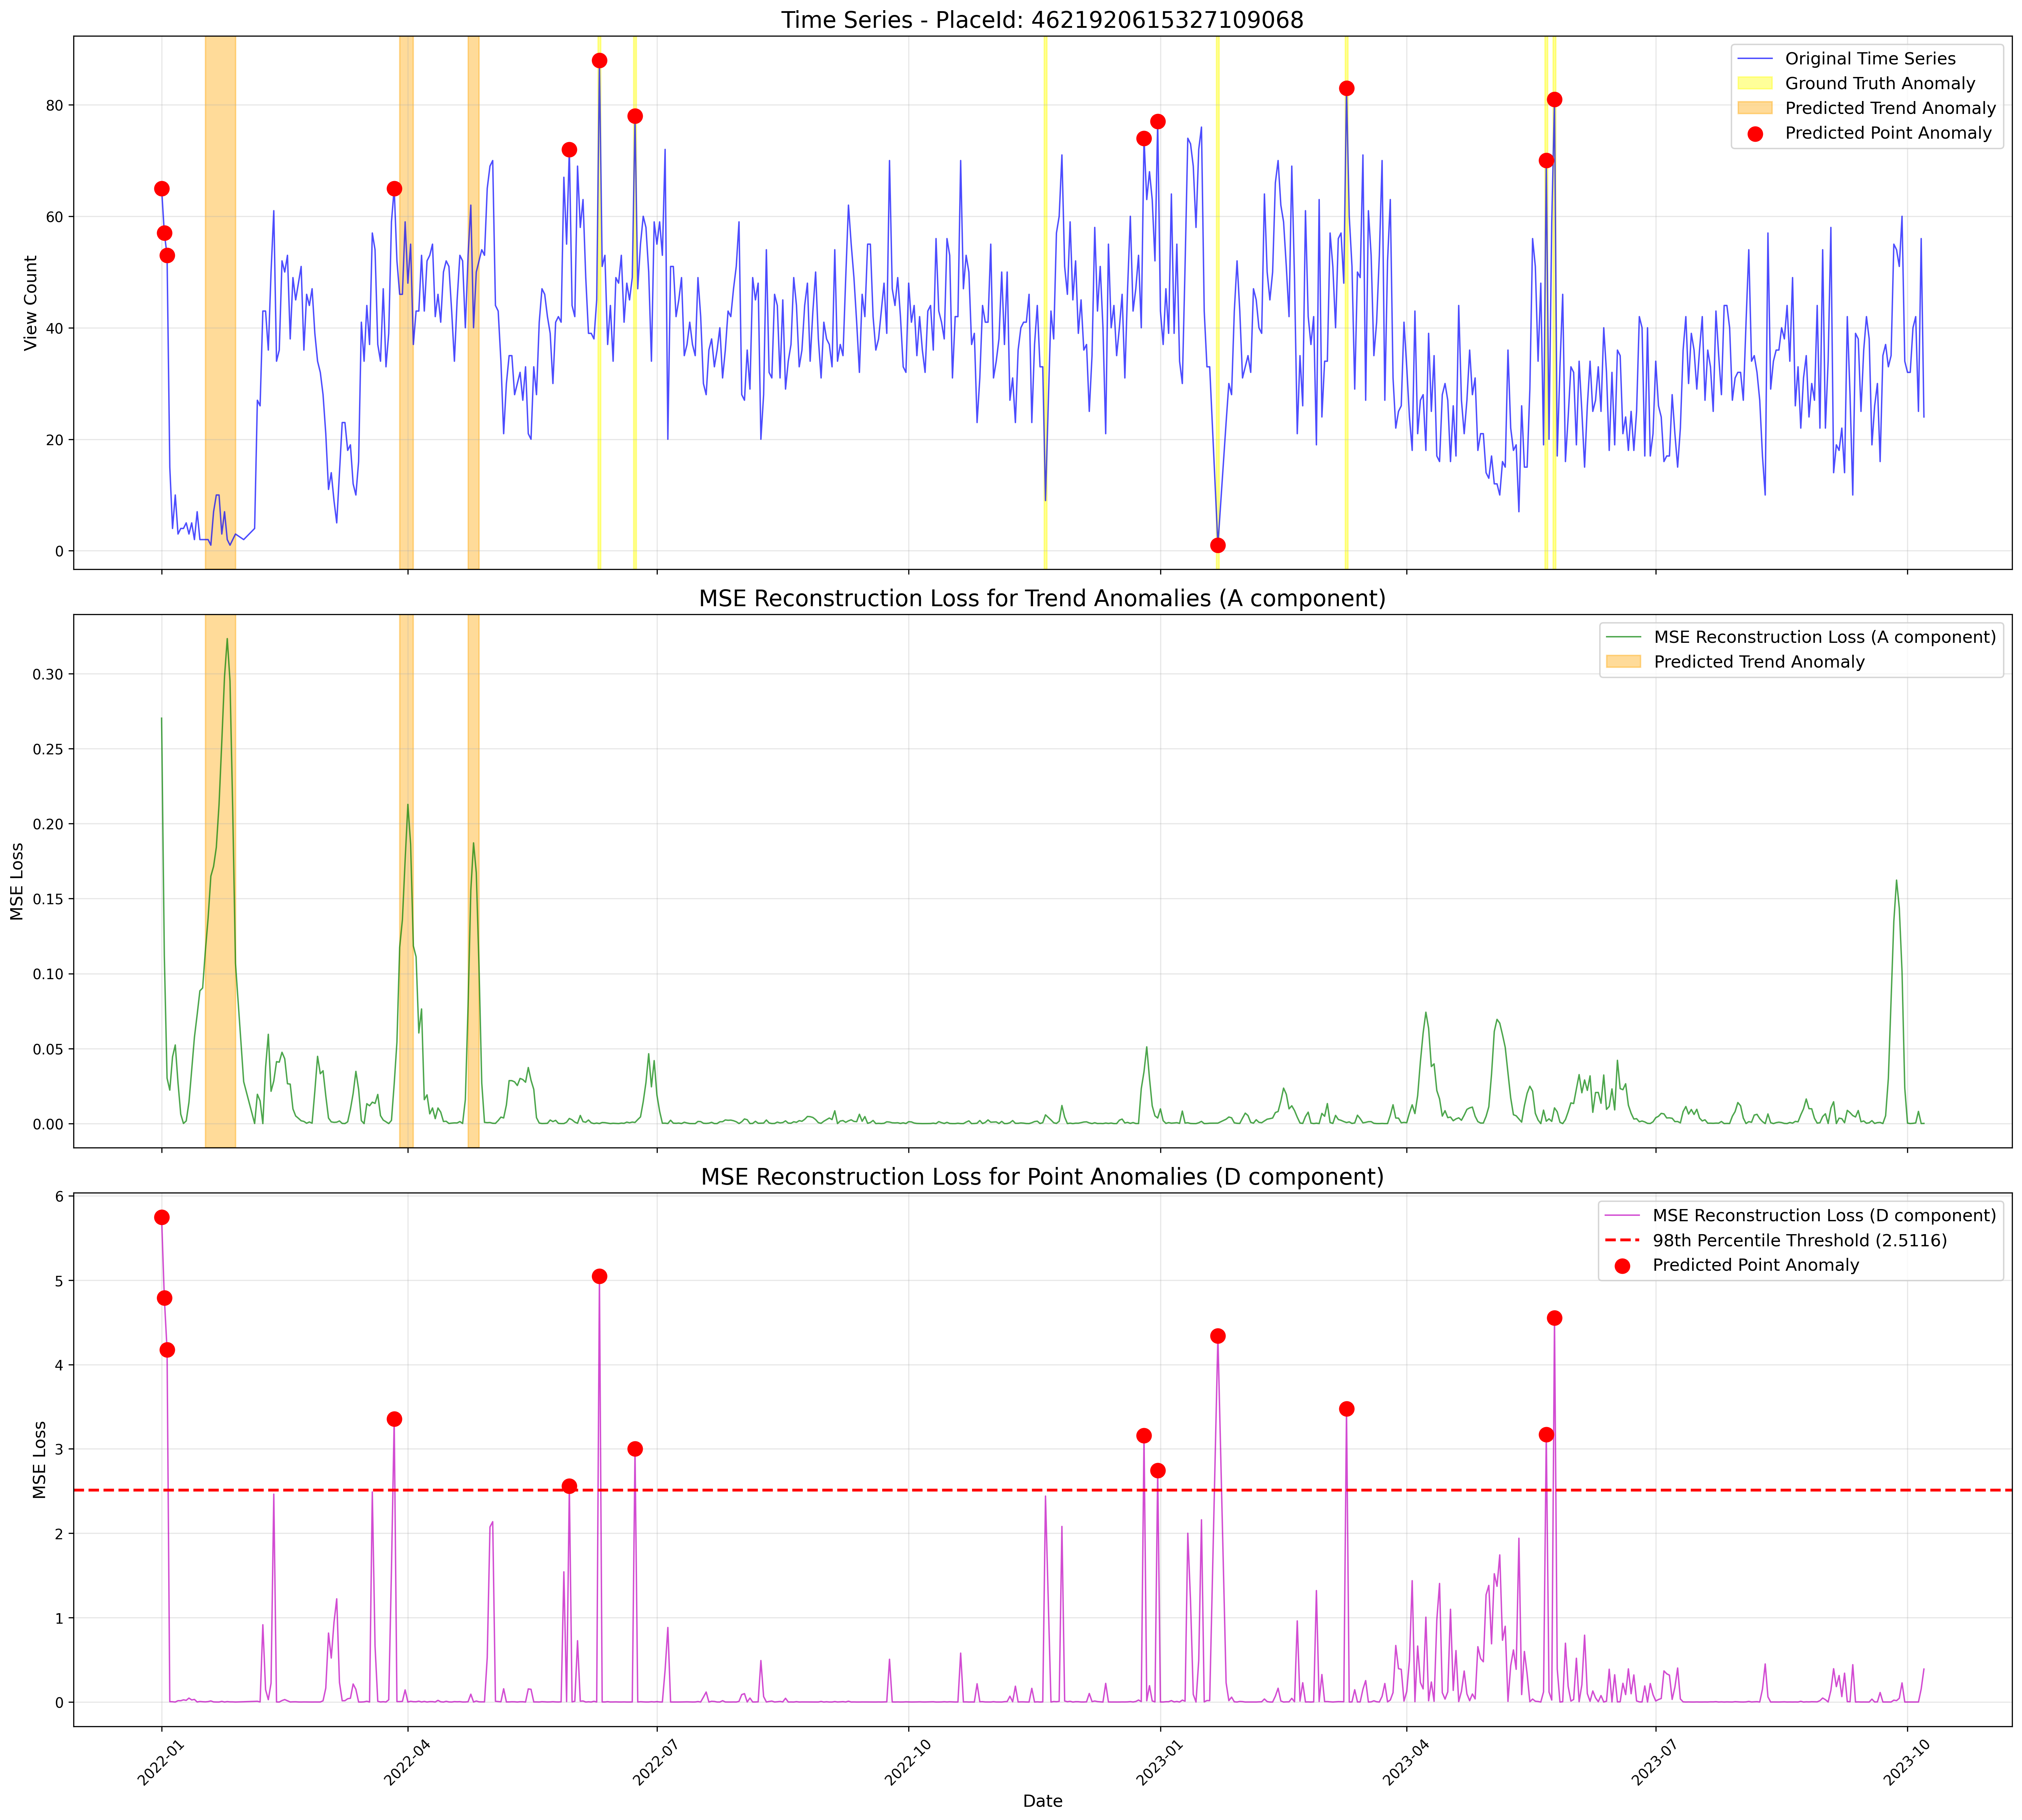 Time Series - PlaceId: 4621920615327109068
View Count
80
60
40
20
0
Original Time Series
Ground Truth Anomaly
Predicted Trend Anomaly
Predicted Point Anomaly
MSE Reconstruction Loss for Trend Anomalies (A component)
MSE Loss
0.30
0.25
0.20
0.15
0.10
0.05
0.00
MSE Reconstruction Loss (A component)
Predicted Trend Anomaly
MSE Reconstruction Loss for Point Anomalies (D component)
MSE Loss
6
5
4
3
2
1
0
MSE Reconstruction Loss (D component)
98th Percentile Threshold (2.5116)
Predicted Point Anomaly
2022-01
2022-04
2022-07
2022-10
2023-01
2023-04
2023-07
2023-10
Date